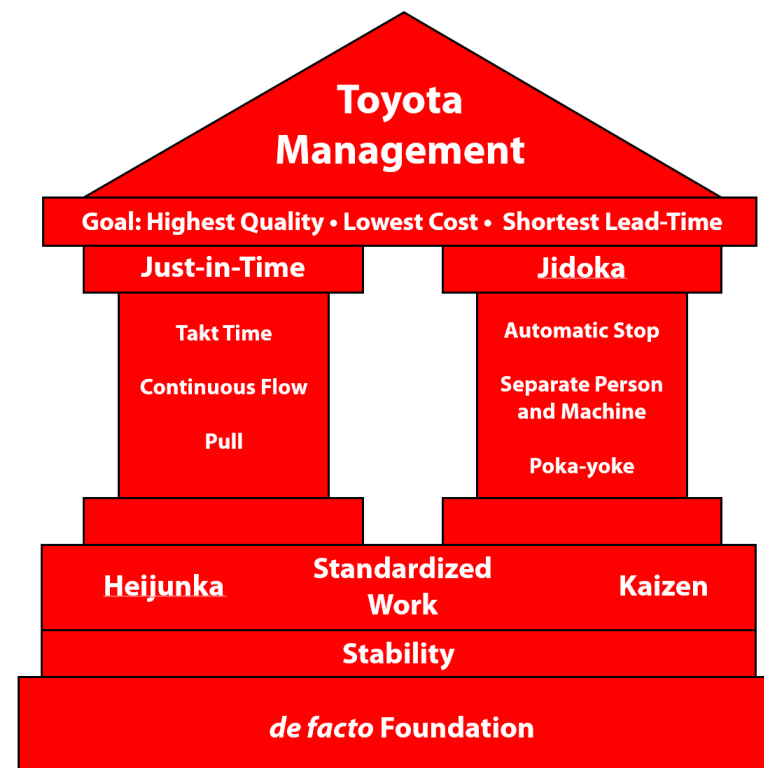 Toyota
Management
Goal: Highest Quality • Lowest Cost • Shortest Lead-Time
Just-in-Time
Jidoka
Takt Time
Continuous Flow
Pull
Automatic Stop
Separate Person
and Machine
Poka-yoke
Heijunka
Standardized
Work
Kaizen
Stability
de facto Foundation